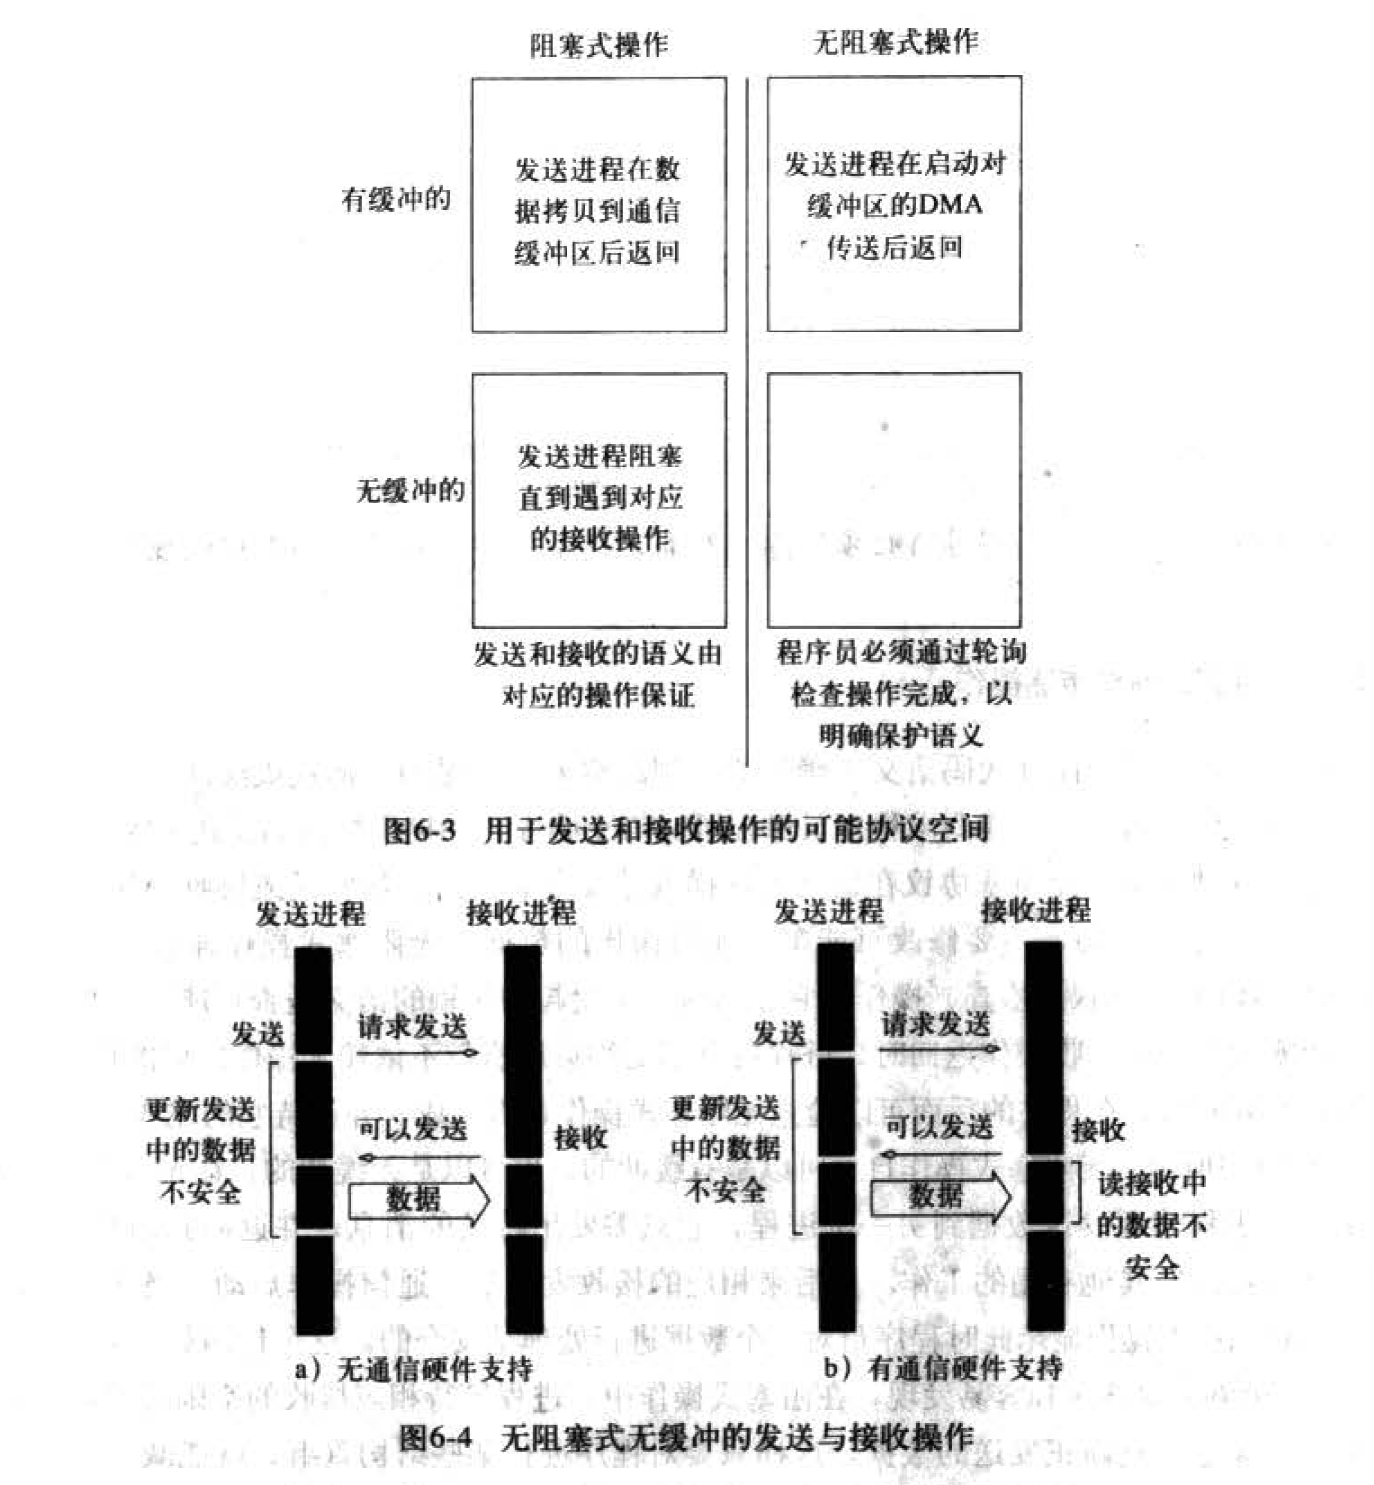 阻塞式操作 无阻塞式操作
有缓冲的
发送进程在数
据拷贝到通信
缓冲区后返回
发送进程在启动对
缓冲区的DMA
传送后返回
无缓冲的
发送进程阻塞
直到遇到对应
的接收操作
发送和接收的语义由
对应的操作保证
程序员必须通过轮询
检查操作完成，以
明确保护语义
图6-3 用于发送和接收操作的可能协议空间
发送进程 接收进程
发送
请求发送
更新发送
中的数据
不安全
可以发送
接收
数据
a）无通信硬件支持
发送进程 接收进程
发送
请求发送
更新发送
中的数据
不安全
可以发送
接收
数据
读接收中
的数据不
安全
b）有通信硬件支持
图6-4 无阻塞式无缓冲的发送与接收操作